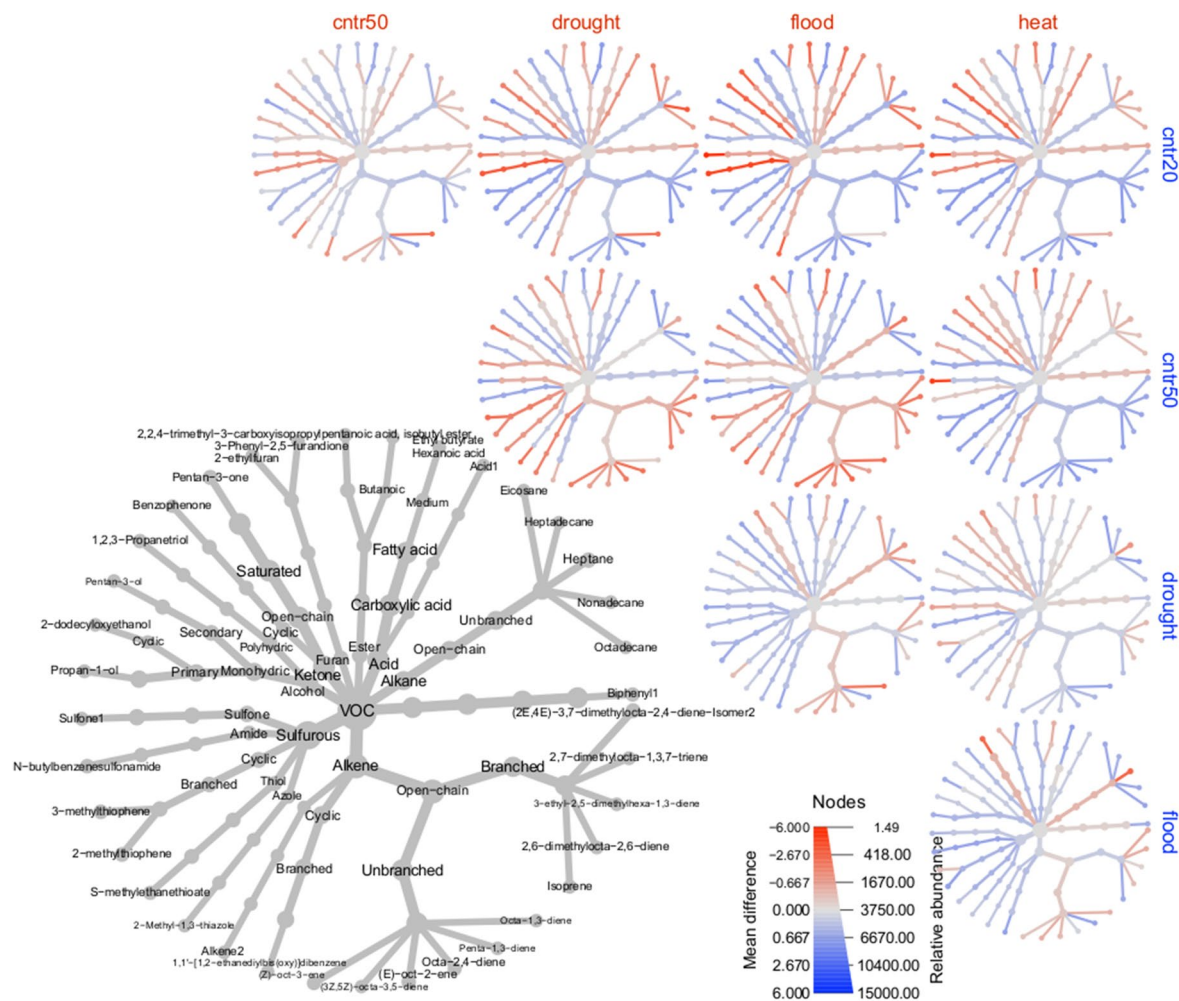 cntr50 drought flood heat
cntr20
cntr50
drought
flood
2,2,4−trimethyl−3−carboxyisopropylpentanoic acid, isobutyl ester
Ethyl butyrate
3−Phenyl−2,5−furandione
Hexanoic acid
2−ethylfuran
Acid1
Pentan−3−one
Butanoic
Eicosane
Benzophenone
Medium
Heptadecane
1,2,3−Propanetriol
Fatty acid
Heptane
Saturated
Pentan−3−ol
Carboxylic acid
Nonadecane
Open−chain
Unbranched
2−dodecyloxyethanol
Secondary
Cyclic
Cyclic
Polyhydric
Ester
Open−chain
Octadecane
Furan
Acid
Propan−1−ol
Primary
Monohydric
Ketone
Alkane
Alcohol
Biphenyl1
VOC
(2E,4E)−3,7−dimethylocta−2,4−diene−Isomer2
Sulfone1
Sulfone
Amide
Sulfurous
N−butylbenzenesulfonamide
Cyclic
Alkene
Branched
2,7−dimethylocta−1,3,7−triene
Branched
Thiol
Azole
Open−chain
3−methylthiophene
Cyclic
3−ethyl−2,5−dimethylhexa−1,3−diene
2−methylthiophene
2,6−dimethylocta−2,6−diene
Branched
Unbranched
S−methylethanethioate
Isoprene
2−Methyl−1,3−thiazole
Octa−1,3−diene
Alkene2
Penta−1,3−diene
1,1'−[1,2−ethanediylbis(oxy)]dibenzene
Octa−2,4−diene
(Z)−oct−3−ene
(E)−oct−2−ene
(3Z,5Z)−octa−3,5−diene
Nodes
Mean difference
Relative abundance
−6.000 1.49
−2.670 418.00
−0.667 1670.00
0.000 3750.00
0.667 6670.00
2.670 10400.00
6.000 15000.00